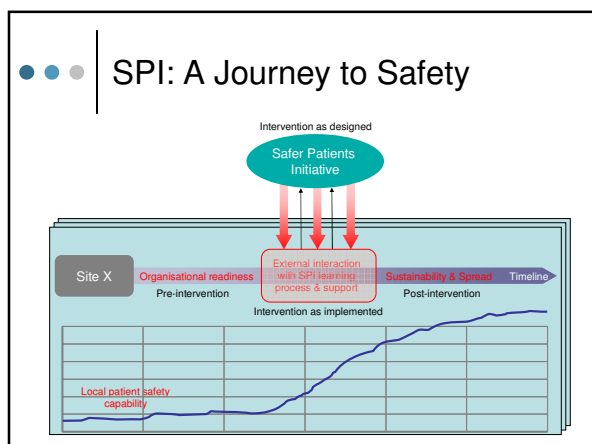 SPI: A Journey to Safety
Intervention as designed
Safer Patients
Initiative
Site X
Organisational readiness
External interaction
with SPI learning
process & support
Sustainability & Spread
Timeline
Pre-intervention
Post-intervention
Intervention as implemented
Local patient safety
capability